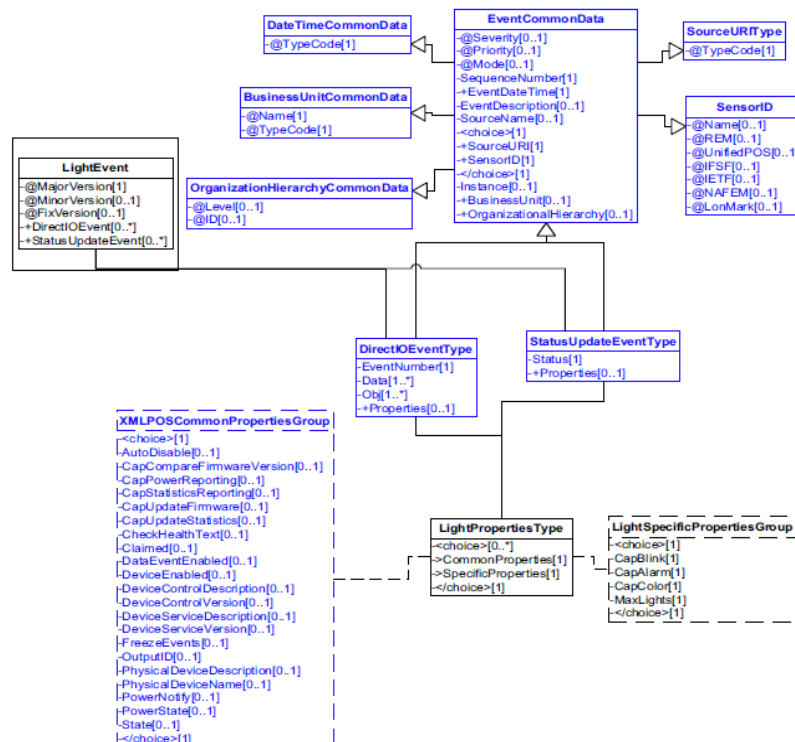 DateTimeCommonData
-@TypeCode[1]
BusinessUnitCommonData
-@Name[1]
-@TypeCode[1]
OrganizationHierarchyCommonData
-@Level[0..1]
-@ID[0..1]
EventCommonData
-@Severity[0..1]
-@Priority[0..1]
-@Mode[0..1]
-SequenceNumber[1]
-+EventDateTime[1]
-EventDescription[0..1]
-SourceName[0..1]
-<choice>[1]
-+SourceURI[1]
-+SensorID[1]
-</choice>[1]
-Instance[0..1]
-+BusinessUnit[0..1]
-+OrganizationalHierarchy[0..1]
SourceURIType
-@TypeCode[1]
SensorID
-@Name[0..1]
-@REM[0..1]
-@UnifiedPOS[0..1]
-@IFSF[0..1]
-@IETF[0..1]
-@NAFEM[0..1]
-@LonMark[0..1]
LightEvent
-@MajorVersion[1]
-@MinorVersion[0..1]
-@FixVersion[0..1]
-+DirectIOEvent[0..*]
-+StatusUpdateEvent[0..*]
DirectIOEventType
-EventNumber[1]
-Data[1..*]
-Obj[1..*]
-+Properties[0..1]
StatusUpdateEventType
-Status[1]
-+Properties[0..1]
XMLPOSCommonPropertiesGroup
-<choice>[1]
-AutoDisable[0..1]
-CapCompareFirmwareVersion[0..1]
-CapPowerReporting[0..1]
-CapStatisticsReporting[0..1]
-CapUpdateFirmware[0..1]
-CapUpdateStatistics[0..1]
-CheckHealthText[0..1]
-Claimed[0..1]
-DataEventEnabled[0..1]
-DeviceEnabled[0..1]
-DeviceControlDescription[0..1]
-DeviceControlVersion[0..1]
-DeviceServiceDescription[0..1]
-DeviceServiceVersion[0..1]
-FreezeEvents[0..1]
-OutputID[0..1]
-PhysicalDeviceDescription[0..1]
-PhysicalDeviceName[0..1]
-PowerNotify[0..1]
-PowerState[0..1]
-State[0..1]
-</choice>[1]
LightPropertiesType
-<choice>[0..*]
->CommonProperties[1]
->SpecificProperties[1]
-</choice>[1]
LightSpecificPropertiesGroup
-<choice>[1]
-CapBlink[1]
-CapAlarm[1]
-CapColor[1]
-MaxLights[1]
-</choice>[1]